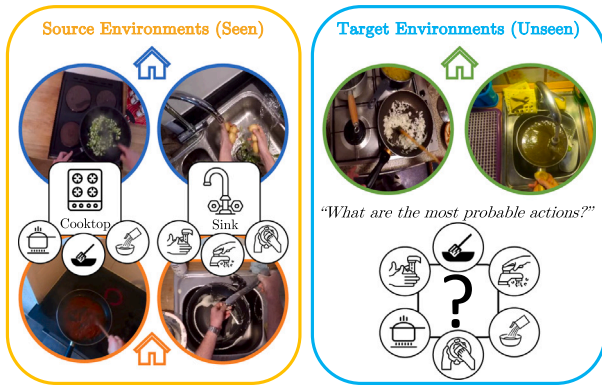 Source Environments (Seen)
Target Environments (Unseen)
Cooktop
Sink
“What are the most probable actions?”
?